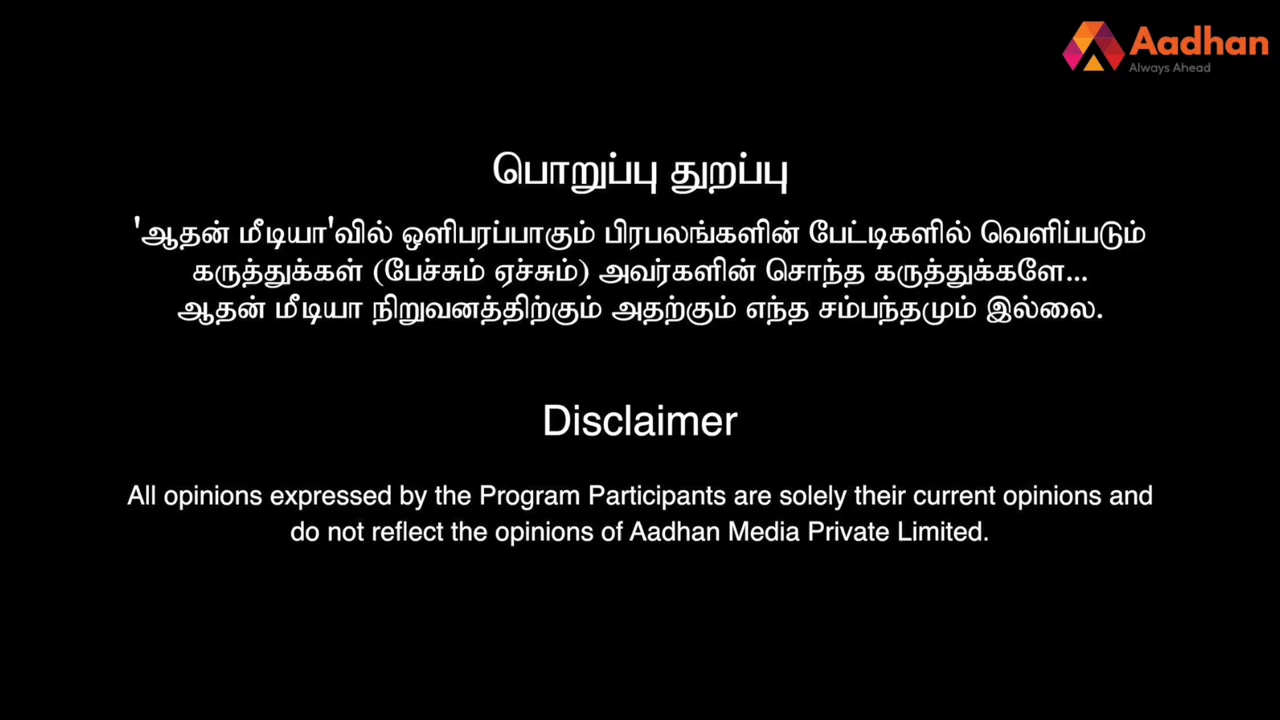 Aadhan
Always Ahead
பொறுப்பு துறப்பு
'ஆதன் மீடியா'வில் ஒளிபரப்பாகும் பிரபலங்களின் பேட்டிகளில் வெளிப்படும்
கருத்துக்கள் (பேச்சும் ஏச்சும்) அவர்களின் சொந்த கருத்துக்களே...
ஆதன் மீடியா நிறுவனத்திற்கும் அதற்கும் எந்த சம்பந்தமும் இல்லை.
Disclaimer
All opinions expressed by the Program Participants are solely their current opinions and
do not reflect the opinions of Aadhan Media Private Limited.